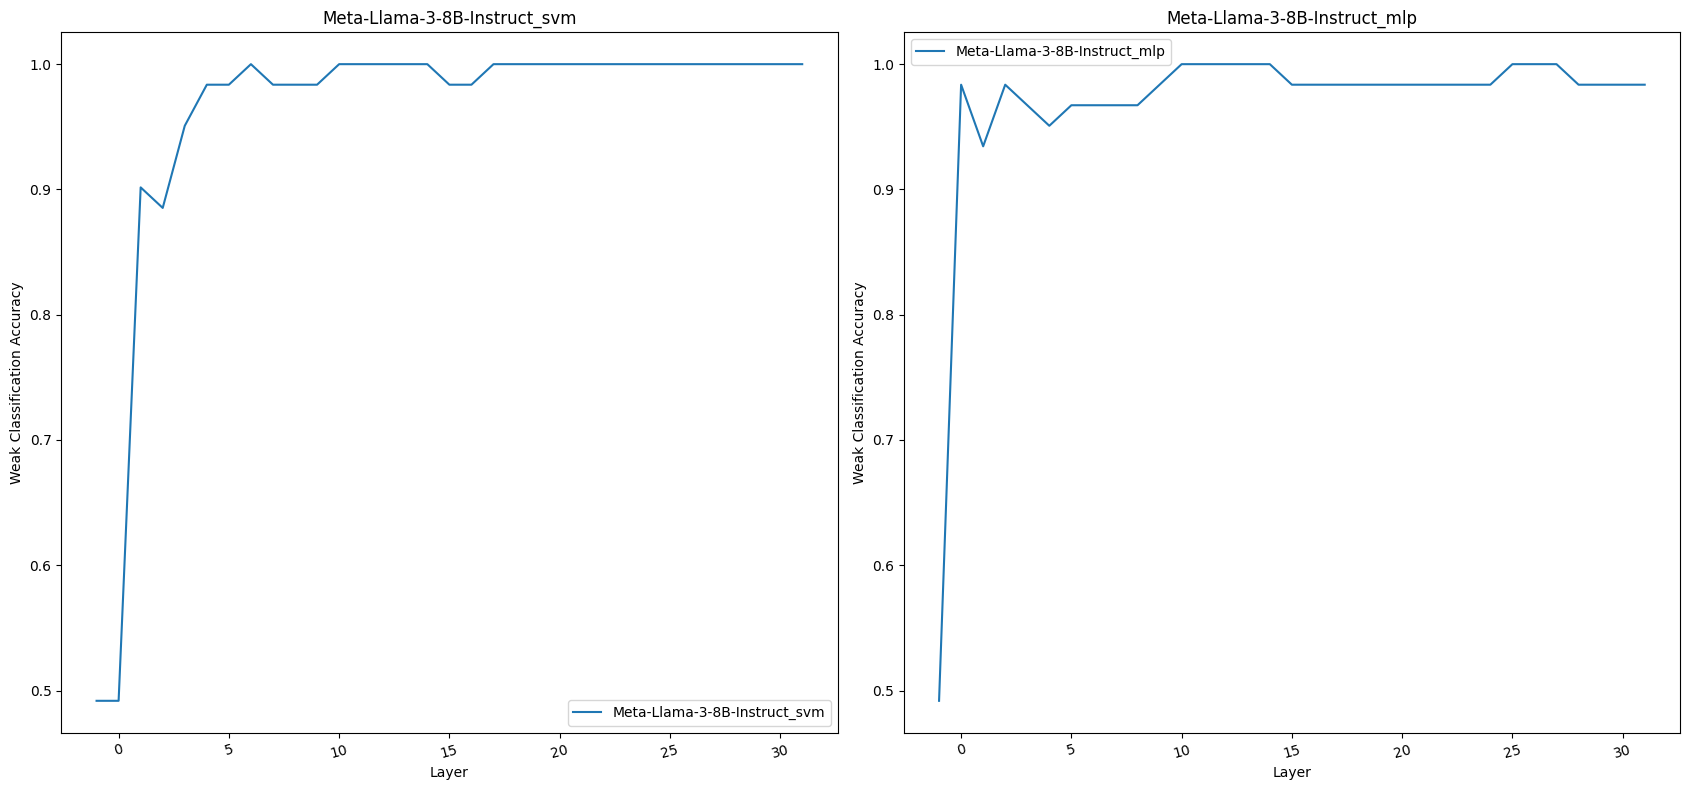 Meta-Llama-3-8B-Instruct_svm
1.0
0.9
0.8
0.7
0.6
0.5
Weak Classification Accuracy
Meta-Llama-3-8B-Instruct_svm
0 5 10 15 20 25 30
Layer
Meta-Llama-3-8B-Instruct_mlp
Meta-Llama-3-8B-Instruct_mlp
1.0
0.9
0.8
0.7
0.6
0.5
Weak Classification Accuracy
0 5 10 15 20 25 30
Layer